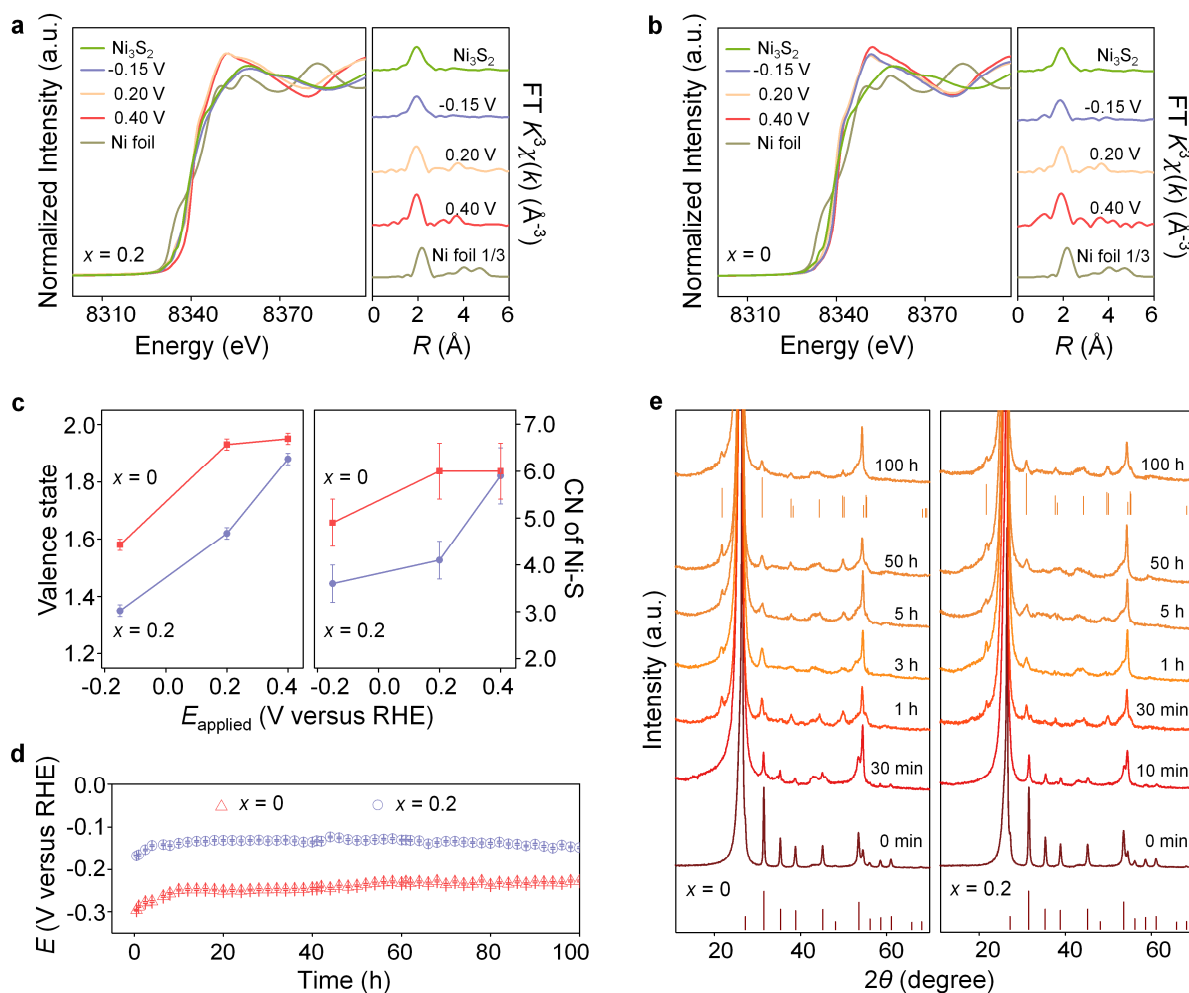 a
Normalized Intensity (a.u.)
Ni₃S₂
-0.15 V
0.20 V
0.40 V
Ni foil
x = 0.2
8310 8340 8370
Energy (eV)
Ni₃S₂
-0.15 V
0.20 V
0.40 V
Ni foil 1/3
0 2 4 6
R (Å)
FT K³χ(k) (Å⁻³)
b
Normalized Intensity (a.u.)
Ni₃S₂
-0.15 V
0.20 V
0.40 V
Ni foil
x = 0
8310 8340 8370
Energy (eV)
Ni₃S₂
-0.15 V
0.20 V
0.40 V
Ni foil 1/3
0 2 4 6
R (Å)
FT K³χ(k) (Å⁻³)
c
Valence state
2.0
1.8
1.6
1.4
1.2
x = 0
x = 0.2
-0.2 0.0 0.2 0.4
x = 0
x = 0.2
-0.2 0.0 0.2 0.4
7.0
6.0
5.0
4.0
3.0
2.0
CN of Ni-S
E applied (V versus RHE)
d
E (V versus RHE)
0.0
-0.1
-0.2
-0.3
x = 0 x = 0.2
0 20 40 60 80 100
Time (h)
e
Intensity (a.u.)
100 h
50 h
5 h
3 h
1 h
30 min
0 min
x = 0
20 40 60
100 h
50 h
5 h
1 h
30 min
10 min
0 min
x = 0.2
20 40 60
2θ (degree)